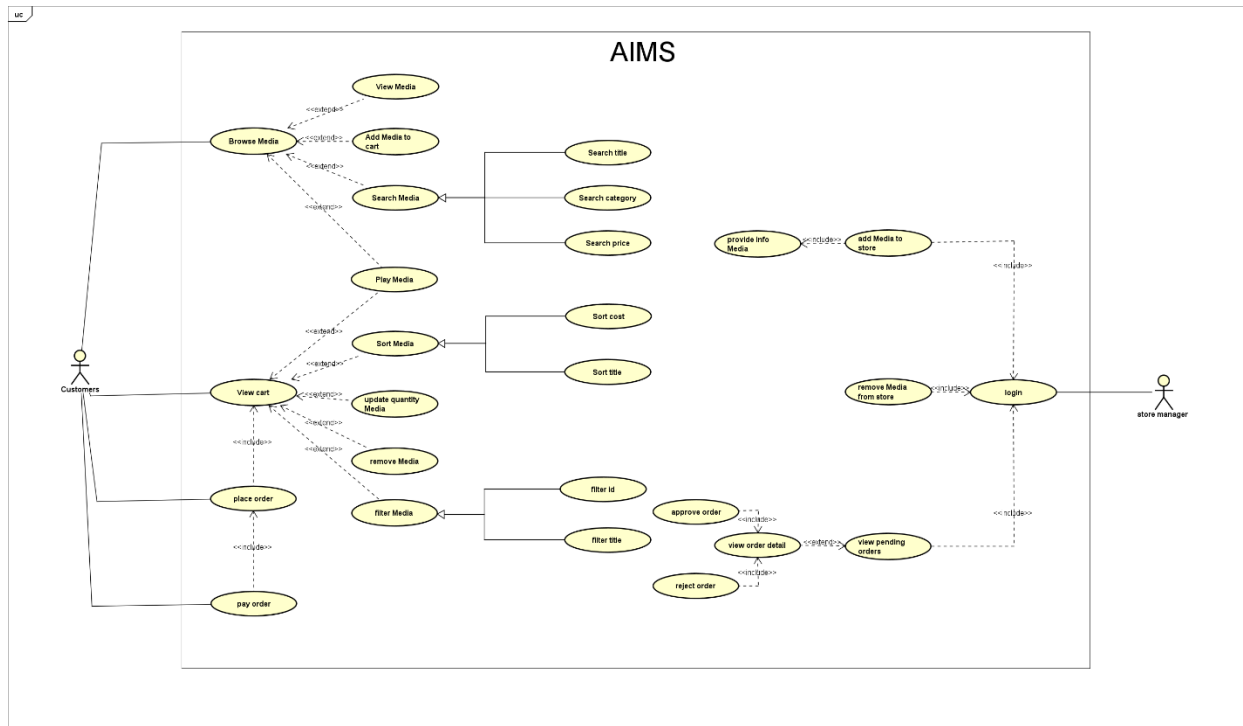 uc
AIMS
View Media
<<extend>>
Browse Media
<<extend>>
Add Media to
cart
<<extend>>
Search title
Search Media
Search category
<<extend>>
Search price
provide info
Media
<<include>>
add Media to
store
<<include>>
Play Media
Sort cost
<<extend>>
Sort Media
<<extend>>
Sort title
Customers
View cart
<<extend>>
update quantity
Media
remove Media
from store
<<include>>
login
store manager
<<extend>>
<<include>>
<<extend>>
remove Media
filter id
place order
filter Media
approve order
<<include>>
<<include>>
filter title
view order detail
<<extend>>
view pending
orders
<<include>>
<<include>>
reject order
pay order